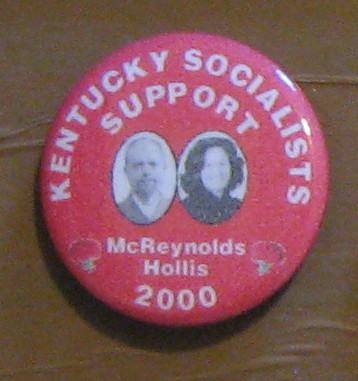 KENTUCKY SOCIALISTS
SUPPORT
McReynolds
Hollis
2000